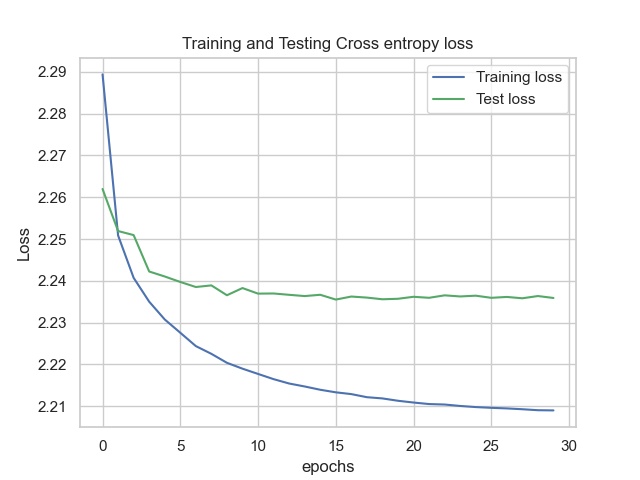 Training and Testing Cross entropy loss
Training loss
Test loss
2.29
2.28
2.27
2.26
2.25
2.24
2.23
2.22
2.21
Loss
0 5 10 15 20 25 30
epochs